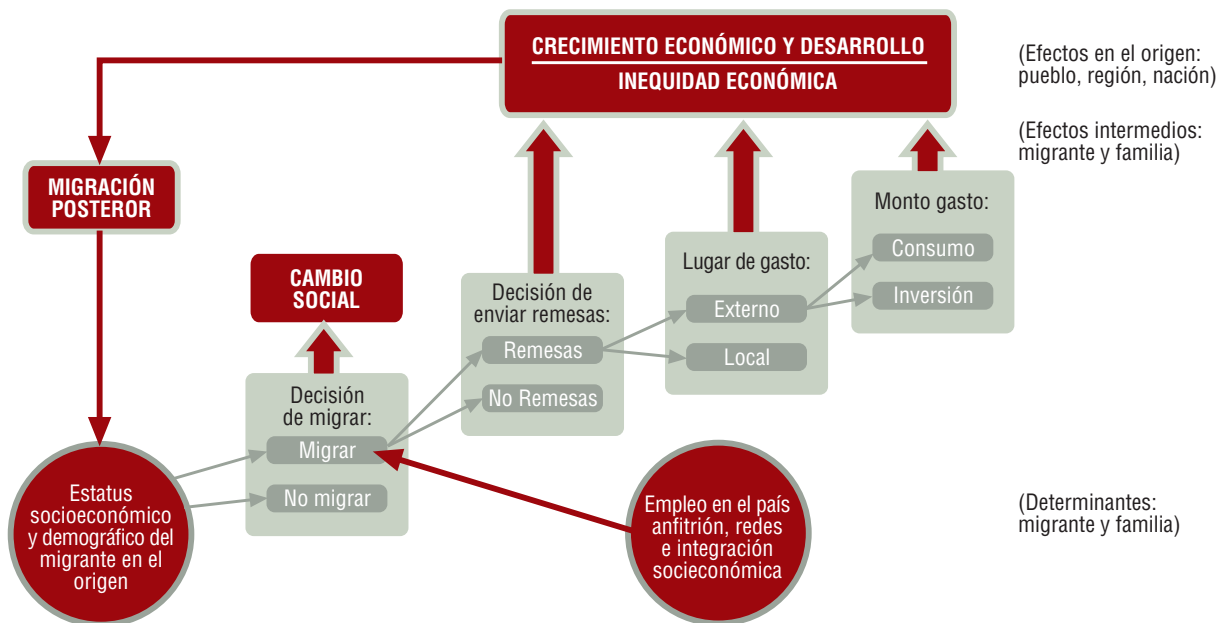 CRECIMIENTO ECONÓMICO Y DESARROLLO
INEQUIDAD ECONÓMICA
(Efectos en el origen:
pueblo, región, nación)
(Efectos intermedios:
migrante y familia)
MIGRACIÓN
POSTEROR
Monto gasto:
Consumo
Inversión
Lugar de gasto:
Externo
Local
CAMBIO
SOCIAL
Decisión de
enviar remesas:
Remesas
No Remesas
Decisión
de migrar:
Migrar
No migrar
Estatus
socioeconómico
y demográfico del
migrante en el
origen
Empleo en el país
anfitrión, redes
e integración
socieconómica
(Determinantes:
migrante y familia)